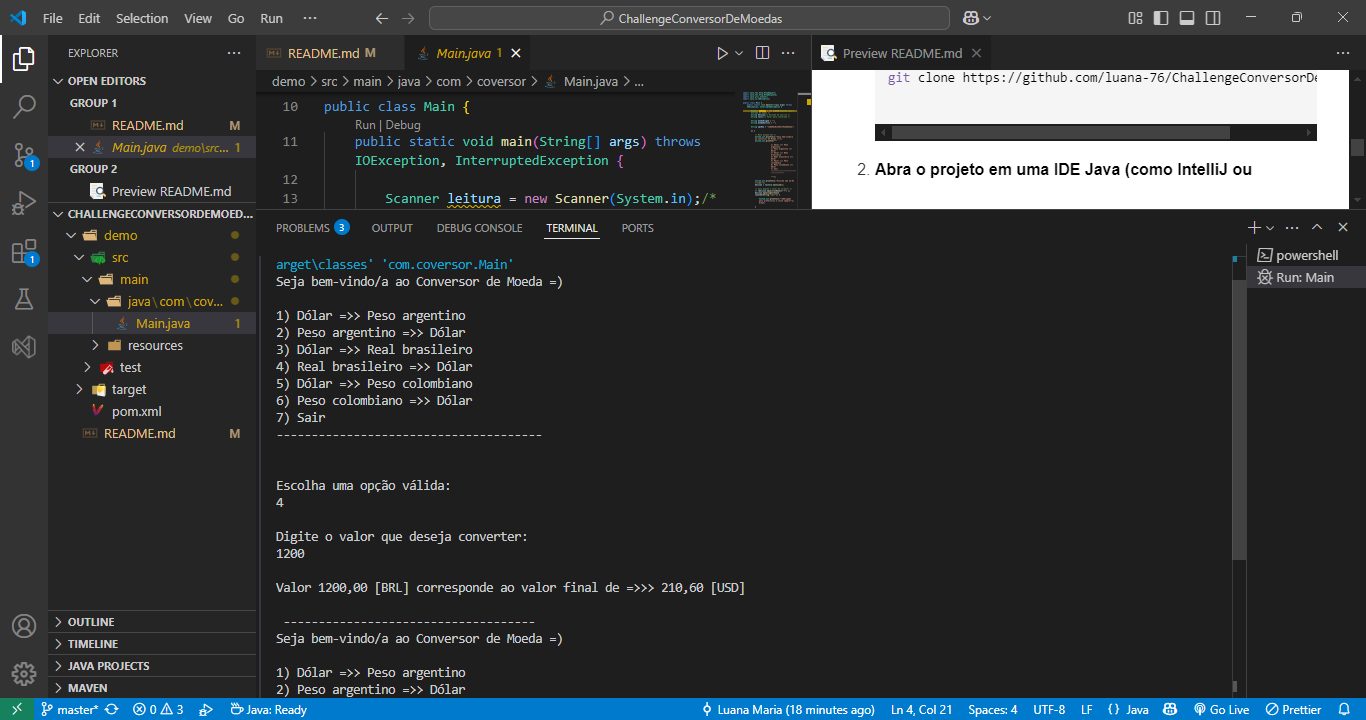 File Edit Selection View Go Run ··· ChallengeConversorDeMoedas
EXPLORER ···
OPEN EDITORS
GROUP 1
README.md M
Main.java demo\src... 1
GROUP 2
Preview README.md
CHALLENGECONVERSORDEMOED...
demo
src
main
java\com\cov...
Main.java 1
resources
test
target
pom.xml
README.md M
OUTLINE
TIMELINE
JAVA PROJECTS
MAVEN
README.md M Main.java 1
demo > src > main > java > com > coversor > Main.java > ...
10 public class Main {
Run | Debug
11 public static void main(String[] args) throws
IOException, InterruptedException {
12
13 Scanner leitura = new Scanner(System.in);/*
Preview README.md
git clone https://github.com/luana-76/ChallengeConversorDe
2. Abra o projeto em uma IDE Java (como IntelliJ ou
PROBLEMS 3 OUTPUT DEBUG CONSOLE TERMINAL PORTS
powershell
Run: Main
arget\classes' 'com.coversor.Main'
Seja bem-vindo/a ao Conversor de Moeda =)
1) Dólar =>> Peso argentino
2) Peso argentino =>> Dólar
3) Dólar =>> Real brasileiro
4) Real brasileiro =>> Dólar
5) Dólar =>> Peso colombiano
6) Peso colombiano =>> Dólar
7) Sair
--------------------------------------
Escolha uma opção válida:
4
Digite o valor que deseja converter:
1200
Valor 1200,00 [BRL] corresponde ao valor final de =>>> 210,60 [USD]
------------------------------------
Seja bem-vindo/a ao Conversor de Moeda =)
1) Dólar =>> Peso argentino
2) Peso argentino =>> Dólar
master* 0 3 Java: Ready Luana Maria (18 minutes ago) Ln 4, Col 21 Spaces: 4 UTF-8 LF {} Java Go Live Prettier